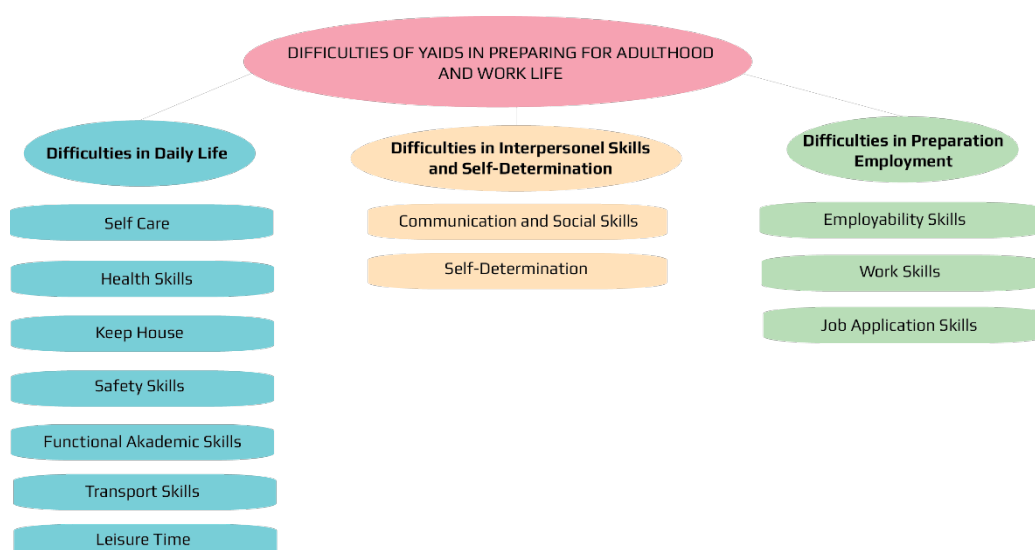 DIFFICULTIES OF YAIDS IN PREPARING FOR ADULTHOOD
AND WORK LIFE
Difficulties in Daily Life
Self Care
Health Skills
Keep House
Safety Skills
Functional Akademic Skills
Transport Skills
Leisure Time
Difficulties in Interpersonel Skills
and Self-Determination
Communication and Social Skills
Self-Determination
Difficulties in Preparation
Employment
Employability Skills
Work Skills
Job Application Skills